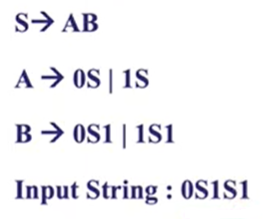 S→ AB
A → 0S | 1S
B → 0S1 | 1S1
Input String : 0S1S1